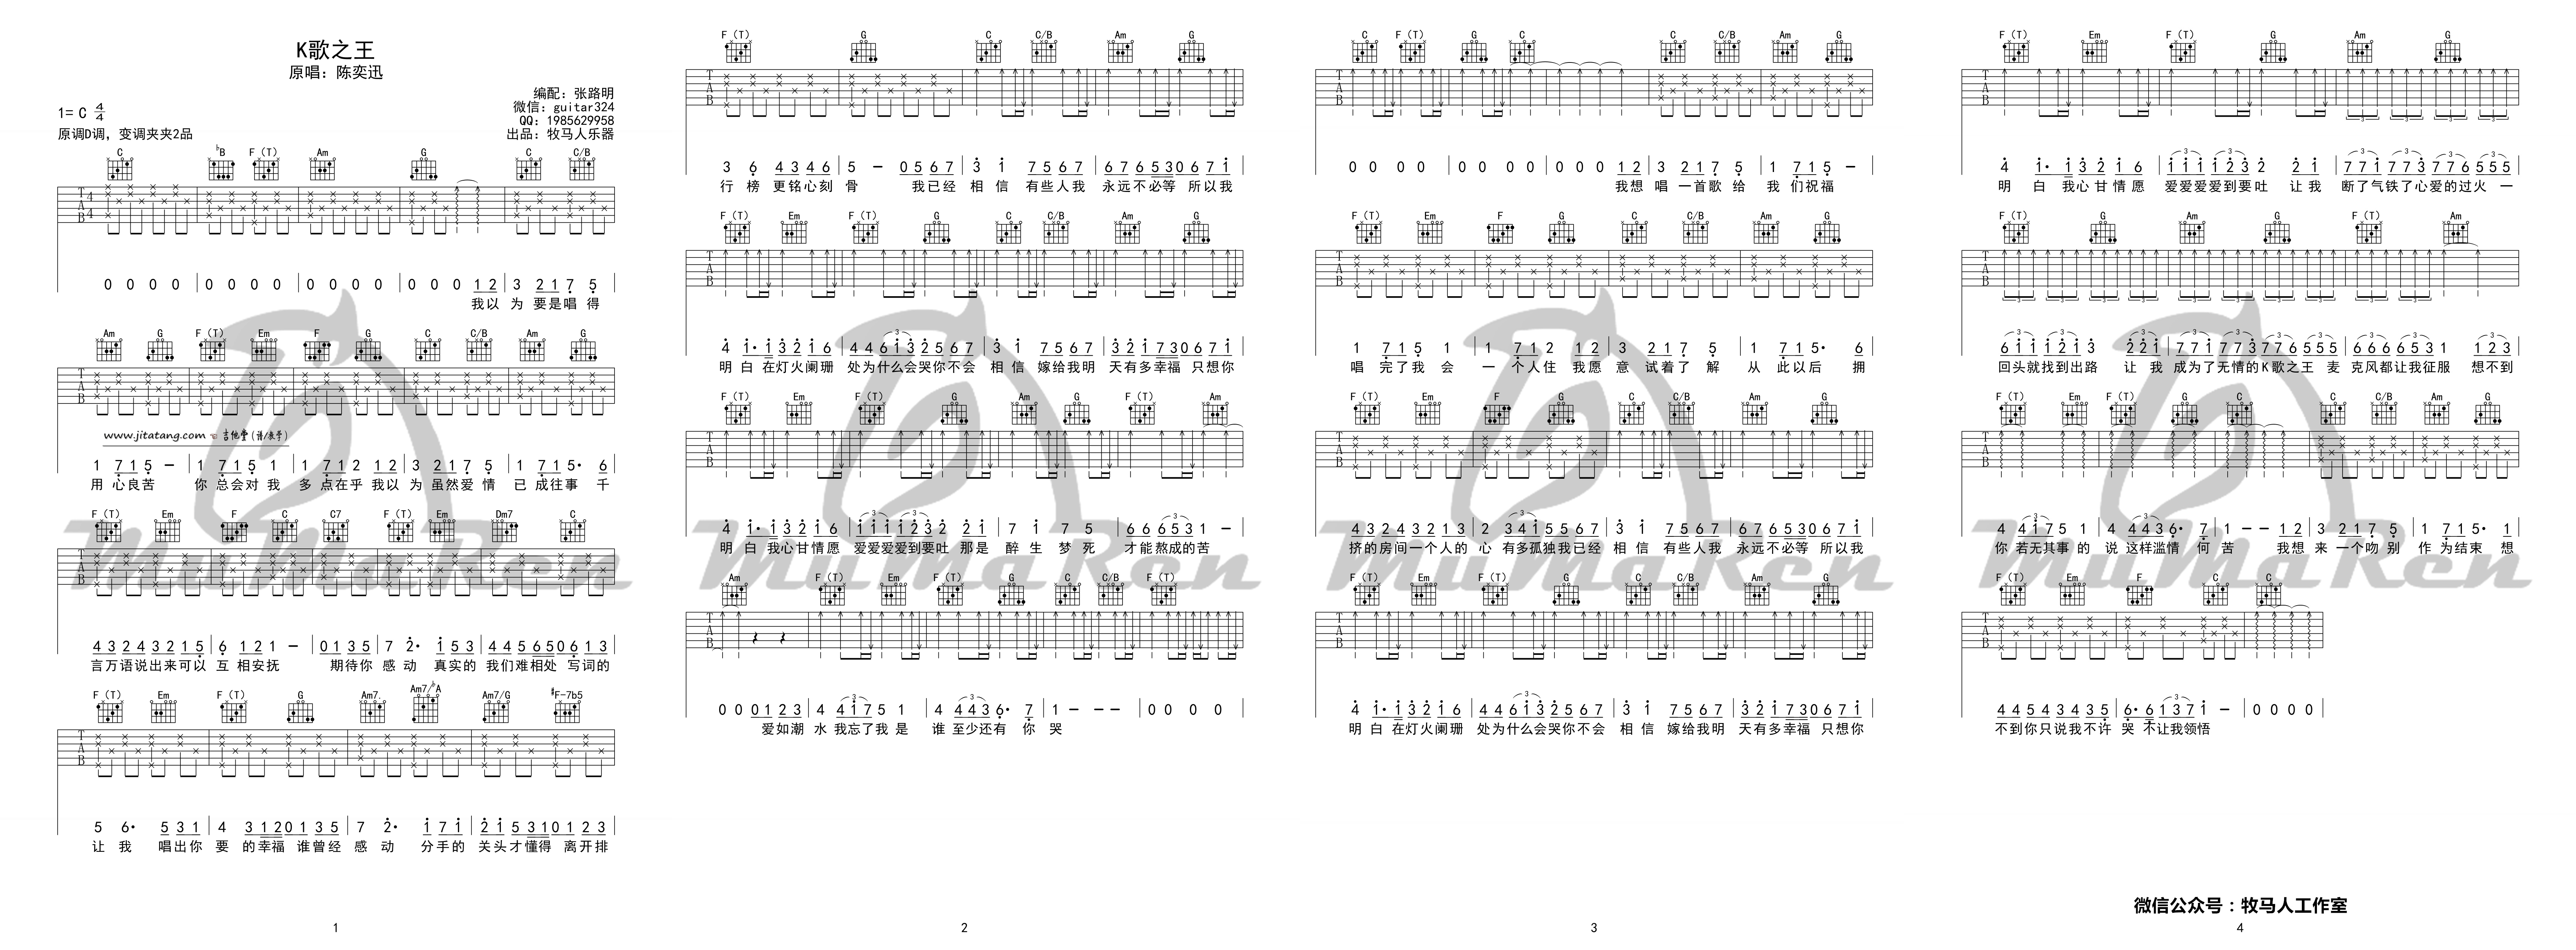 K歌之王
原唱：陈奕迅
编配：张路明
微信：guitar324
QQ：1985629958
出品：牧马人乐器
1= C 4/4
原调D调，变调夹夹2品
C ♭B F (T) Am G C C/B
0 0 0 0 0 0 0 0 0 0 0 0 0 0 0 1 2 3 2 1 7 5
我以 为 要是唱 得
Am G F (T) Em F G C C/B Am G
www.jitatang.com 吉他堂(谱/教学)
1 7 1 5 - 1 7 1 5 1 1 7 1 2 1 2 3 2 1 7 5 1 7 1 5· 6
用 心良苦 你 总会对 我 多 点在乎 我以 为 虽然爱 情 已 成往事 千
F (T) Em F C C7 F (T) Em Dm7 C
4 3 2 4 3 2 1 5 6 1 2 1 - 0 1 3 5 7 2· 1 5 3 4 4 5 6 5 0 6 1 3
言万语说出来可以 互 相安抚 期待你 感 动 真实的 我们难相处 写词的
F (T) Em F (T) G Am7 Am7/♭A Am7/G ♯F-7b5
5 6· 5 3 1 4 3 1 2 0 1 3 5 7 2· 1 7 1 2 1 5 3 1 0 1 2 3
让 我 唱出你 要 的幸福 谁曾经 感 动 分手的 关头才懂得 离开排
1
F (T) G C C/B Am G
3 6 4 3 4 6 5 - 0 5 6 7 3 1 7 5 6 7 6 7 6 5 3 0 6 7 1
行 榜 更铭心刻 骨 我已经 相 信 有些人我 永远不必等 所以我
F (T) Em F (T) G C C/B Am G
4 1· 1 3 2 1 6 4 4 6 1 3 2 5 6 7 3 1 7 5 6 7 3 2 1 7 3 0 6 7 1
明 白 在灯火阑珊 处为什么会哭你不会 相 信 嫁给我明 天有多幸福 只想你
F (T) Em F (T) G Am G F (T) Am
4 1· 1 3 2 1 6 1 1 1 1 2 3 2 2 1 7 1 7 5 6 6 6 5 3 1 -
明 白 我心甘情愿 爱爱爱爱到要吐 那是 醉 生 梦 死 才能熬成的苦
Am F (T) Em F (T) G C C/B F (T)
0 0 0 1 2 3 4 4 1 7 5 1 4 4 4 3 6· 7 1 - - - 0 0 0 0
爱如潮 水 我忘了我 是 谁 至少还有 你 哭
2
C F (T) G C C C/B Am G
0 0 0 0 0 0 0 0 0 0 0 1 2 3 2 1 7 5 1 7 1 5 -
我想 唱 一首歌 给 我 们祝福
F (T) Em F G C C/B Am G
1 7 1 5 1 1 7 1 2 1 2 3 2 1 7 5 1 7 1 5· 6
唱 完了我 会 一 个人住 我愿 意 试着了 解 从 此以后 拥
F (T) Em F G C C/B Am G
4 3 2 4 3 2 1 3 2 3 4 1 5 5 6 7 3 1 7 5 6 7 6 7 6 5 3 0 6 7 1
挤的房间一个人的 心 有多孤独我已经 相 信 有些人我 永远不必等 所以我
F (T) Em F (T) G C C/B Am G
4 1· 1 3 2 1 6 4 4 6 1 3 2 5 6 7 3 1 7 5 6 7 3 2 1 7 3 0 6 7 1
明 白 在灯火阑珊 处为什么会哭你不会 相 信 嫁给我明 天有多幸福 只想你
3
F (T) Em F (T) G Am G
4 1· 1 3 2 1 6 1 1 1 1 2 3 2 2 1 7 7 1 7 7 3 7 7 6 5 5 5
明 白 我心甘情愿 爱爱爱爱到要吐 让我 断了气铁了心爱的过火 一
F (T) G Am G F (T) Am
6 1 1 1 2 1 3 2 2 1 7 7 1 7 7 3 7 7 6 5 5 5 6 6 6 6 5 3 1 1 2 3
回头就找到出路 让 我 成为了无情的K歌之王 麦 克风都让我征服 想不到
F (T) Em F (T) G C C C/B Am G
4 4 1 7 5 1 4 4 4 3 6· 7 1 - - 1 2 3 2 1 7 5 1 7 1 5· 1
你 若无其事 的 说 这样滥情 何 苦 我想 来 一个吻 别 作 为结束 想
F (T) Em F C C
4 4 5 4 3 4 3 5 6· 6 1 3 7 1 - 0 0 0 0
不到你只说我不许 哭 不让我领悟
微信公众号：牧马人工作室
4
MuMaRen
MuMaRen
MuMaRen
MuMaRen